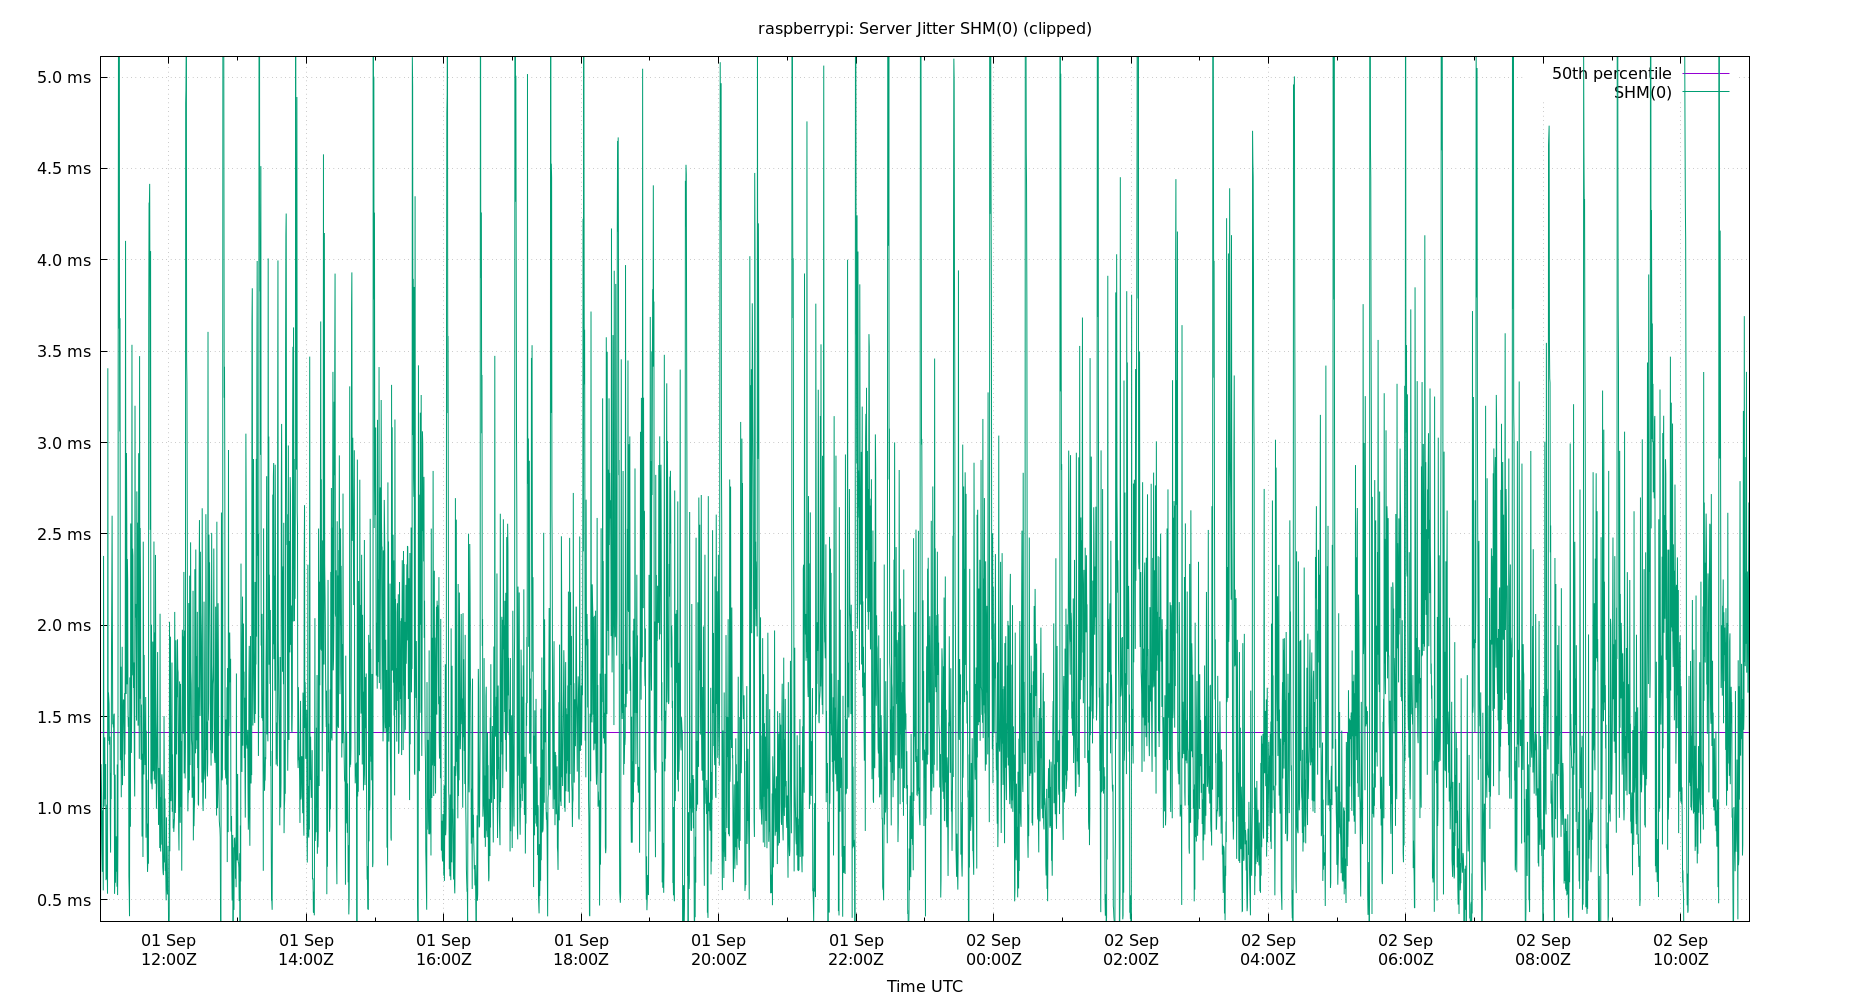 raspberrypi: Server Jitter SHM(0) (clipped)
50th percentile
SHM(0)
5.0 ms
4.5 ms
4.0 ms
3.5 ms
3.0 ms
2.5 ms
2.0 ms
1.5 ms
1.0 ms
0.5 ms
01 Sep 01 Sep 01 Sep 01 Sep 01 Sep 01 Sep 02 Sep 02 Sep 02 Sep 02 Sep 02 Sep 02 Sep
12:00Z 14:00Z 16:00Z 18:00Z 20:00Z 22:00Z 00:00Z 02:00Z 04:00Z 06:00Z 08:00Z 10:00Z
Time UTC